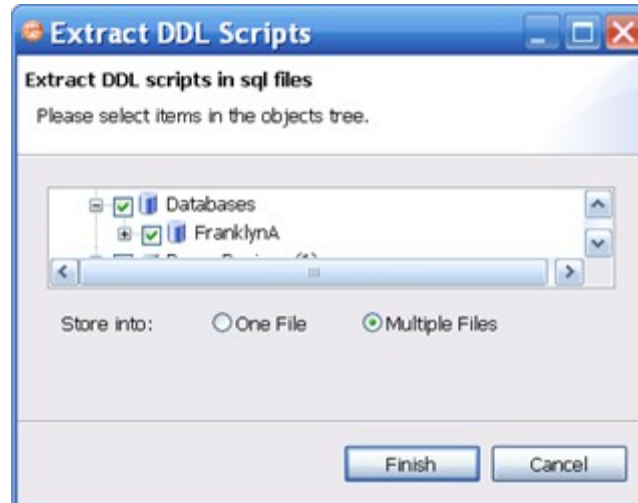 Extract DDL Scripts
Extract DDL scripts in sql files
Please select items in the objects tree.
Databases
FranklynA
Store into: One File Multiple Files
Finish Cancel